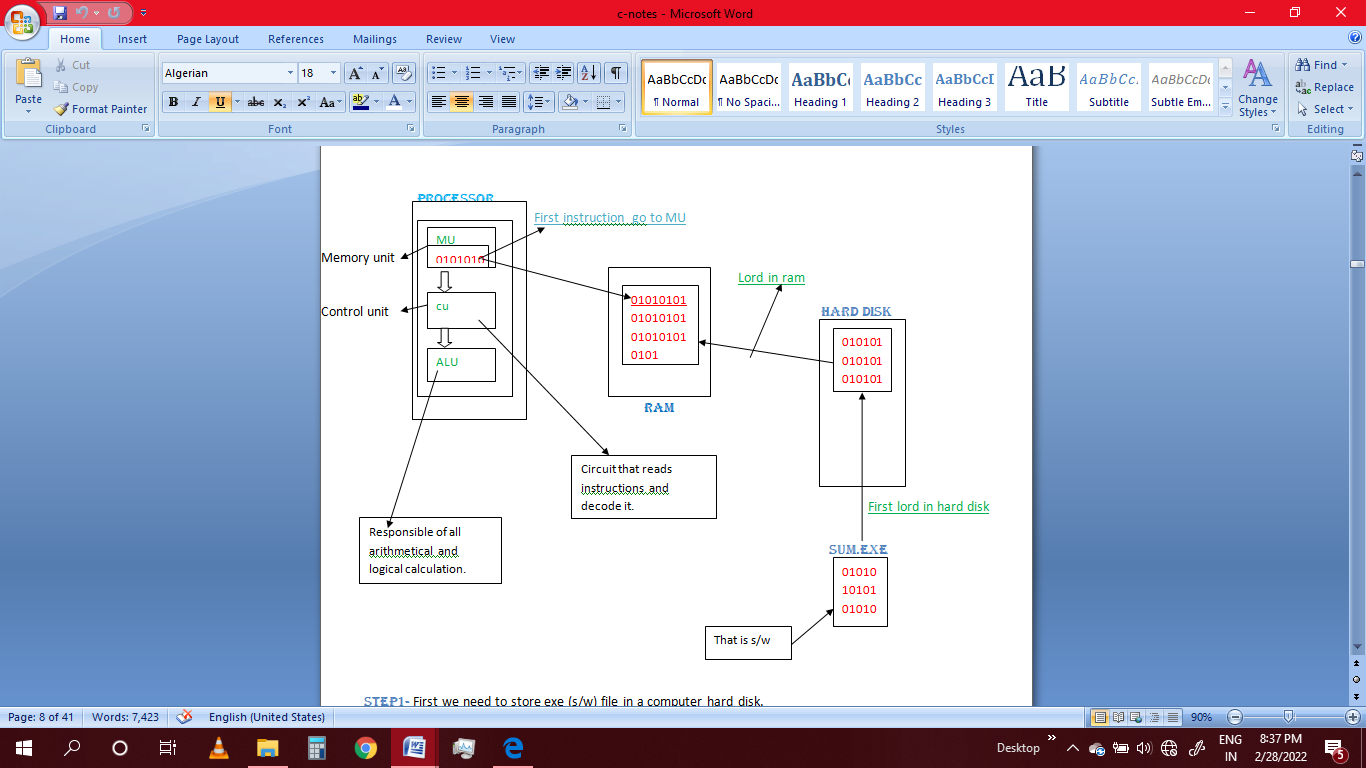 c-notes - Microsoft Word
Home Insert Page Layout References Mailings Review View
Paste
Cut
Copy
Format Painter
Clipboard
Algerian 18
Font
Paragraph
AaBbCcDc AaBbCcDc AaBbC AaBbCc AaBbCcI AaB AaBbCc. AaBbCcDc
¶ Normal ¶ No Spaci... Heading 1 Heading 2 Heading 3 Title Subtitle Subtle Em...
Change
Styles
Styles
Find
Replace
Select
Editing
PROCESSOR
First instruction go to MU
MU
0101010
Memory unit
cu
Control unit
ALU
01010101
01010101
01010101
0101
RAM
Lord in ram
HARD DISK
010101
010101
010101
Circuit that reads
instructions and
decode it.
First lord in hard disk
Responsible of all
arithmetical and
logical calculation.
SUM.EXE
01010
10101
01010
That is s/w
STEP1- First we need to store exe (s/w) file in a computer hard disk.
Page: 8 of 41 Words: 7,423 English (United States) 90%
Desktop
ENG
IN
8:37 PM
2/28/2022
5